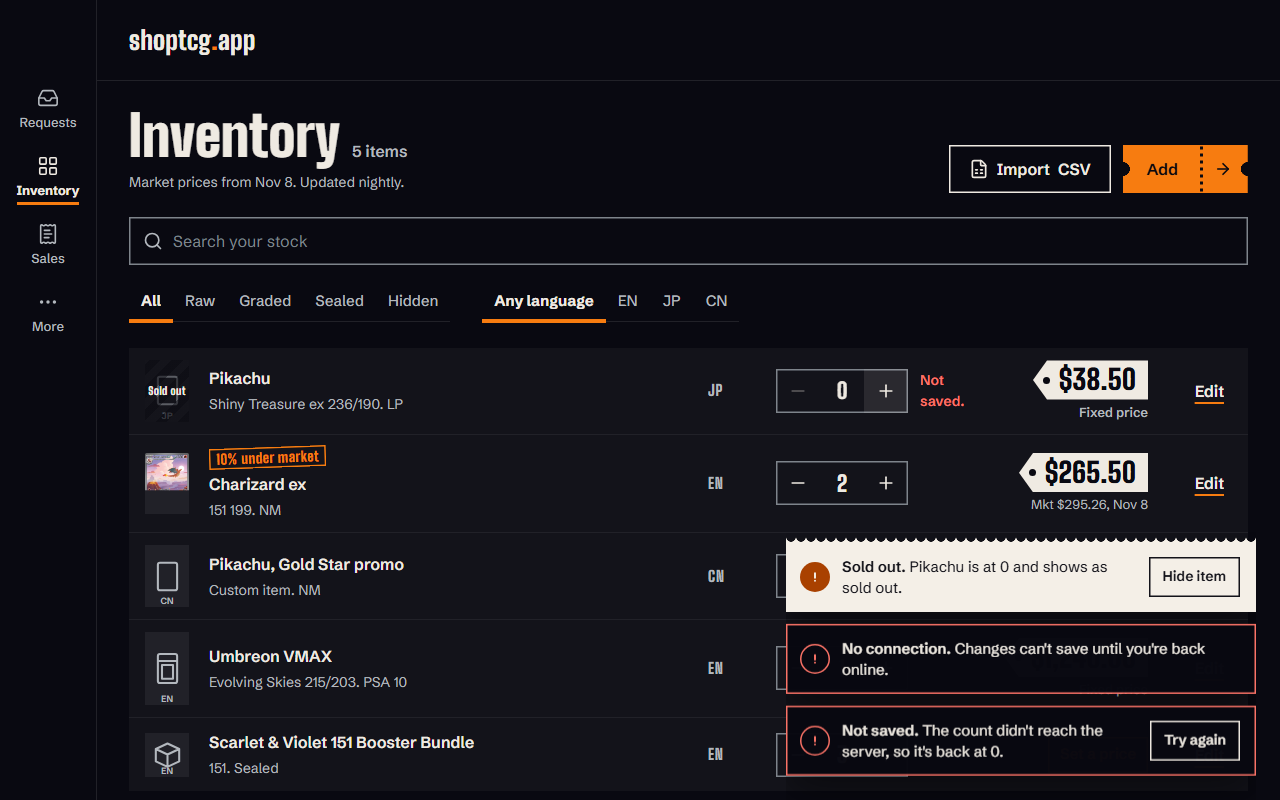 shoptcg.app
Requests
Inventory
Sales
More
Inventory 5 items
Market prices from Nov 8. Updated nightly.
Import CSV
Add
Search your stock
All Raw Graded Sealed Hidden
Any language EN JP CN
Sold out
JP
Pikachu
Shiny Treasure ex 236/190. LP
JP
0
Not
saved.
$38.50
Fixed price
Edit
10% under market
Charizard ex
151 199. NM
EN
2
$265.50
Mkt $295.26, Nov 8
Edit
CN
Pikachu, Gold Star promo
Custom item. NM
CN
EN
Umbreon VMAX
Evolving Skies 215/203. PSA 10
EN
EN
Scarlet & Violet 151 Booster Bundle
151. Sealed
EN
Sold out. Pikachu is at 0 and shows as
sold out.
Hide item
No connection. Changes can't save until you're back
online.
Not saved. The count didn't reach the
server, so it's back at 0.
Try again